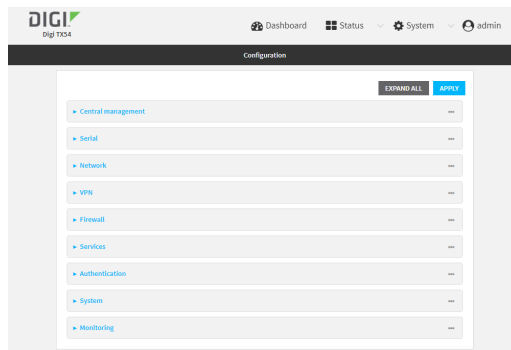 DIGI
Digi TX54
Dashboard Status System admin
Configuration
EXPAND ALL APPLY
Central management
Serial
Network
VPN
Firewall
Services
Authentication
System
Monitoring